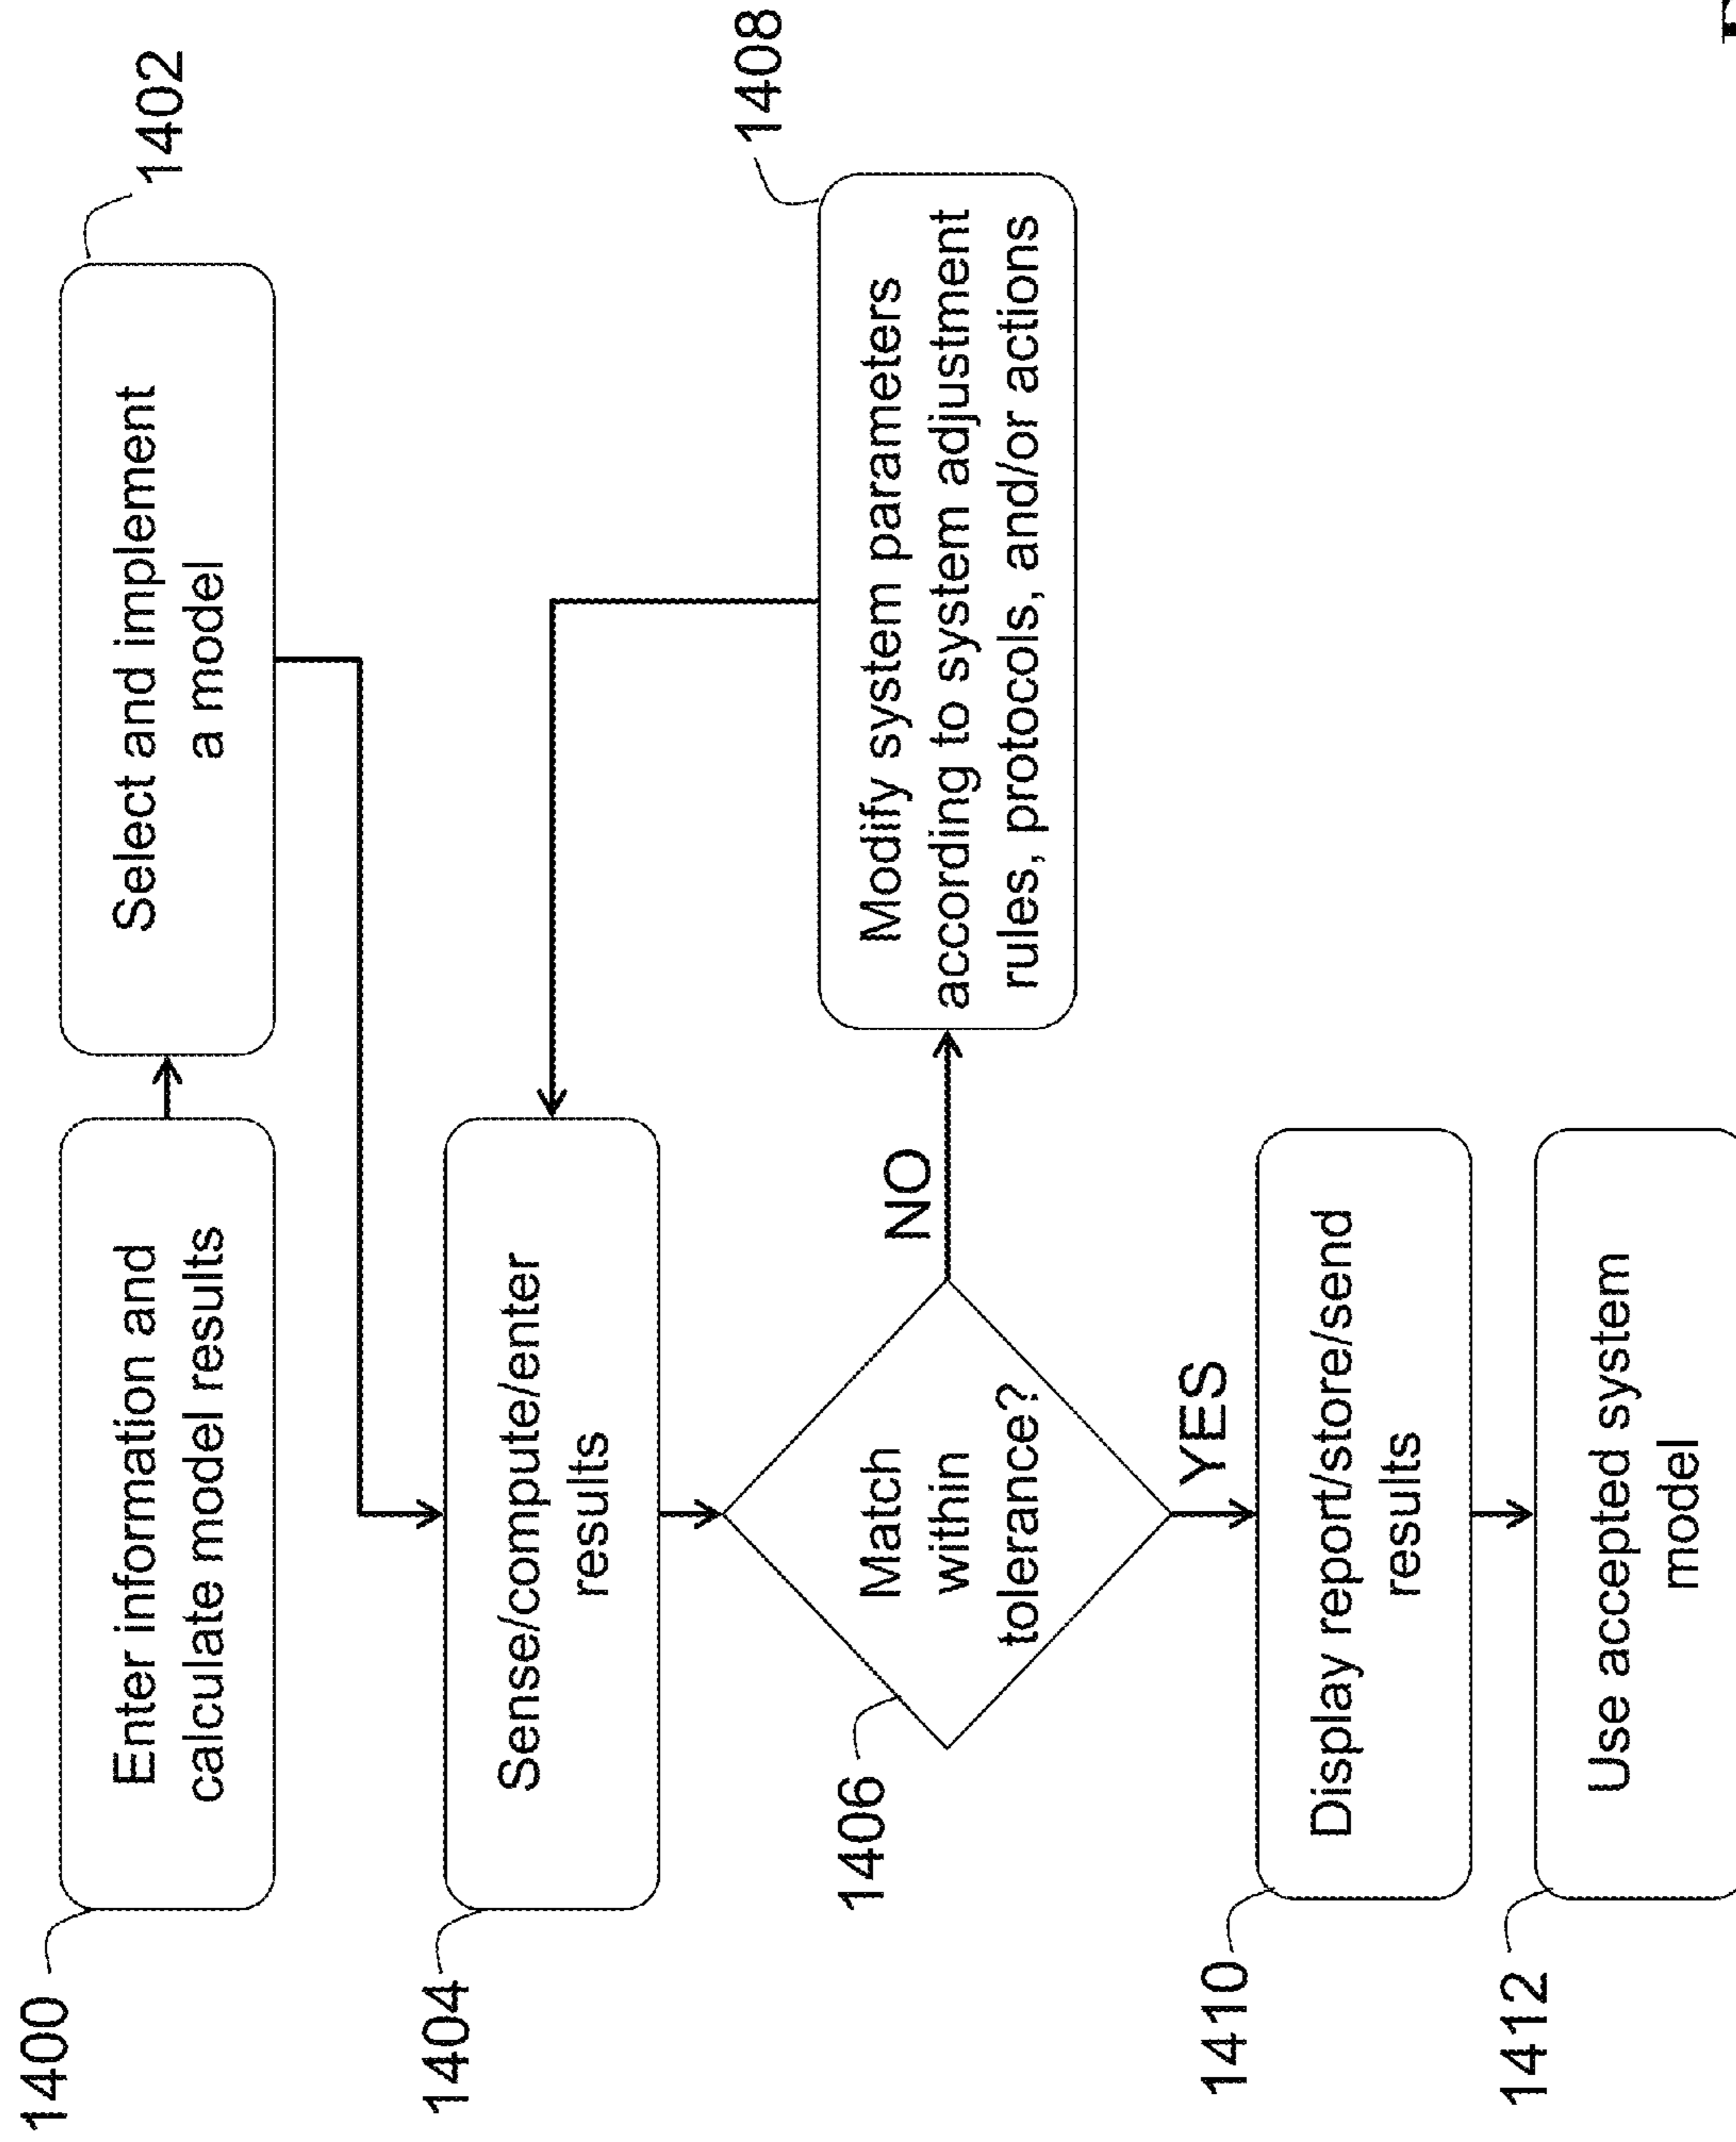 1400
Enter information and
calculate model results
1402
Select and implement
a model
1404
Sense/compute/enter
results
1406
Match
within
tolerance?
NO
1408
Modify system parameters
according to system adjustment
rules, protocols, and/or actions
YES
1410
Display report/store/send
results
1412
Use accepted system
model